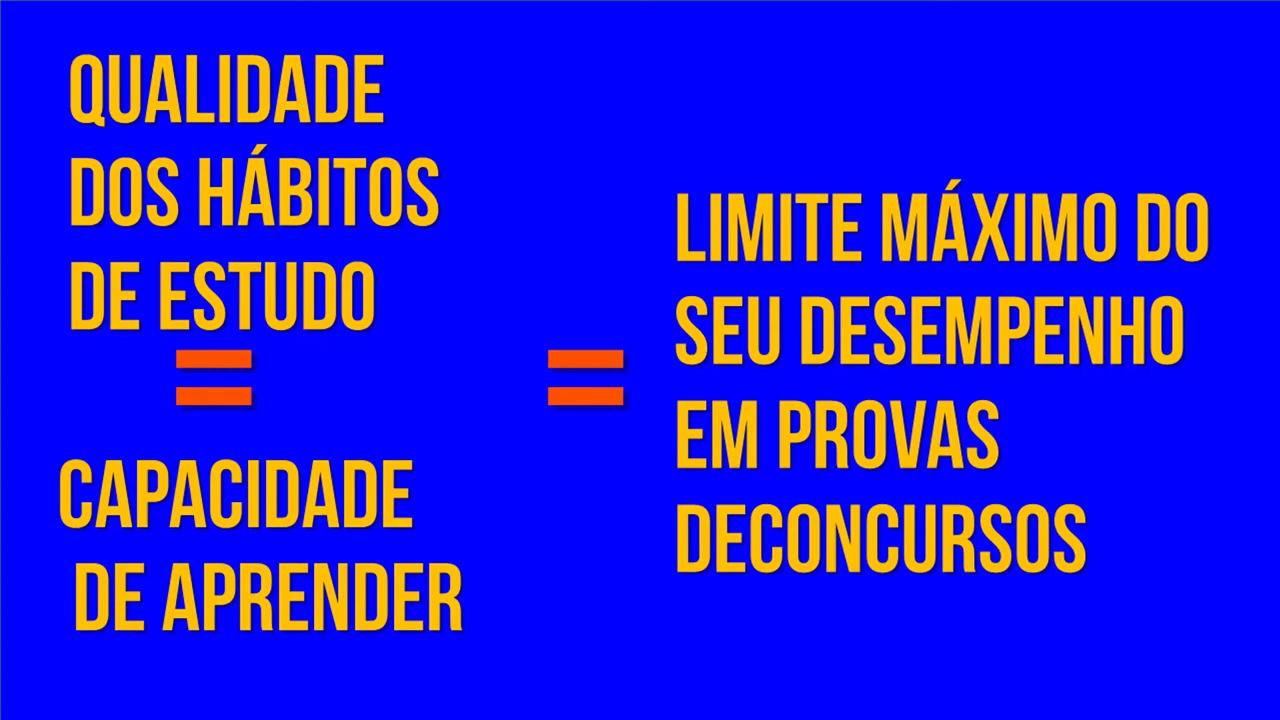 QUALIDADE
DOS HÁBITOS
DE ESTUDO
=
CAPACIDADE
DE APRENDER
=
LIMITE MÁXIMO DO
SEU DESEMPENHO
EM PROVAS
DECONCURSOS